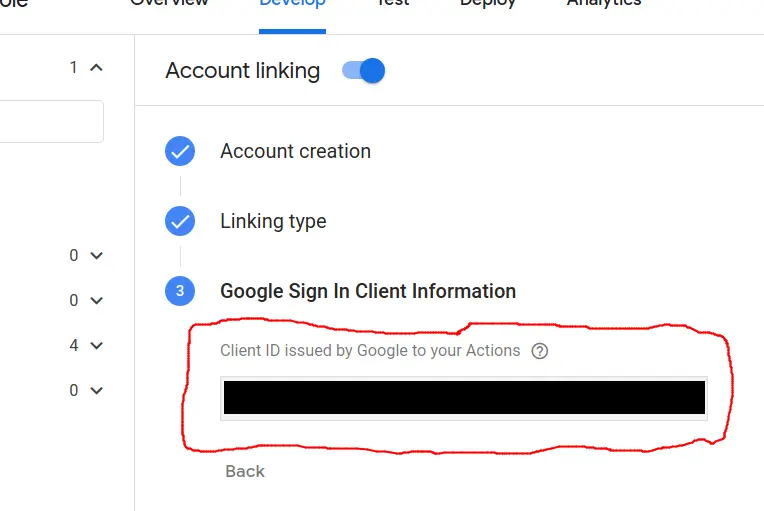 Overview Develop Test Deploy Analytics
1
Account linking
Account creation
Linking type
0
0
3 Google Sign In Client Information
4
Client ID issued by Google to your Actions ?
0
Back